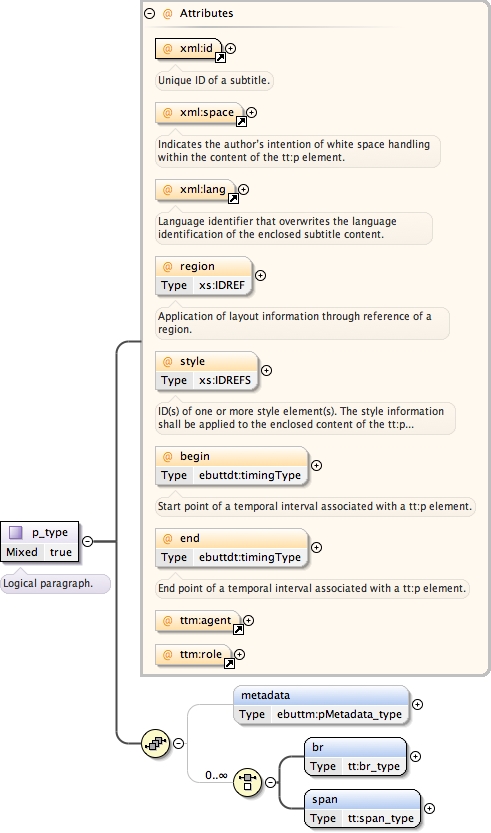 @ Attributes
@ xml:id
Unique ID of a subtitle.
@ xml:space
Indicates the author's intention of white space handling
within the content of the tt:p element.
@ xml:lang
Language identifier that overwrites the language
identification of the enclosed subtitle content.
@ region
Type xs:IDREF
Application of layout information through reference of a
region.
@ style
Type xs:IDREFS
ID(s) of one or more style element(s). The style information
shall be applied to the enclosed content of the tt:p...
@ begin
Type ebuttdt:timingType
Start point of a temporal interval associated with a tt:p element.
@ end
Type ebuttdt:timingType
End point of a temporal interval associated with a tt:p element.
@ ttm:agent
@ ttm:role
p_type
Mixed true
Logical paragraph.
metadata
Type ebuttm:pMetadata_type
0..∞
br
Type tt:br_type
span
Type tt:span_type